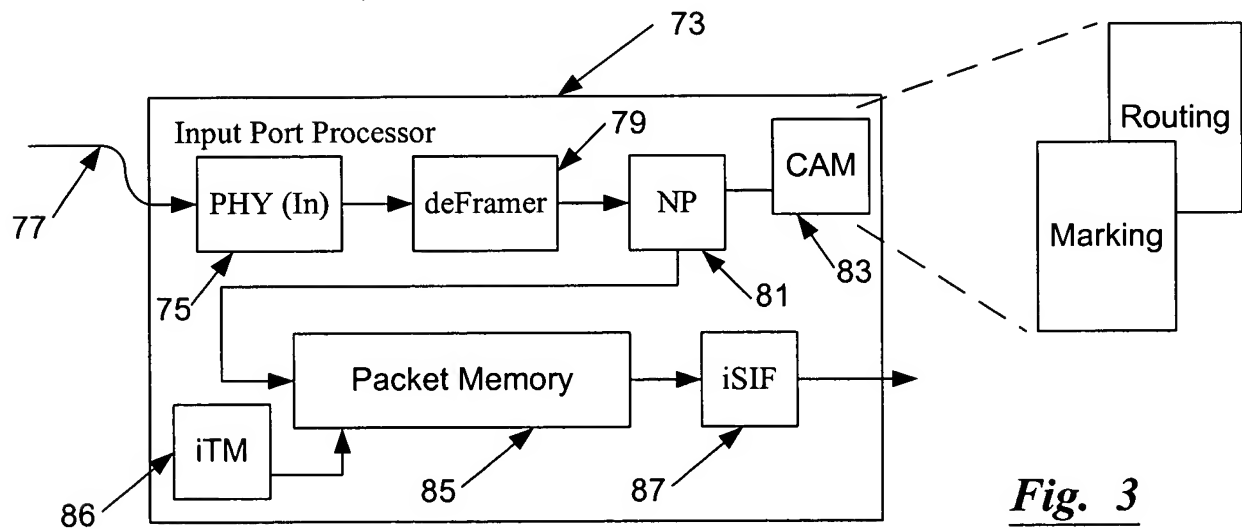 73
Input Port Processor
79
Routing
CAM
PHY (In)
deFramer
NP
77
Marking
83
75
81
Packet Memory
iSIF
iTM
86
85
87
Fig. 3